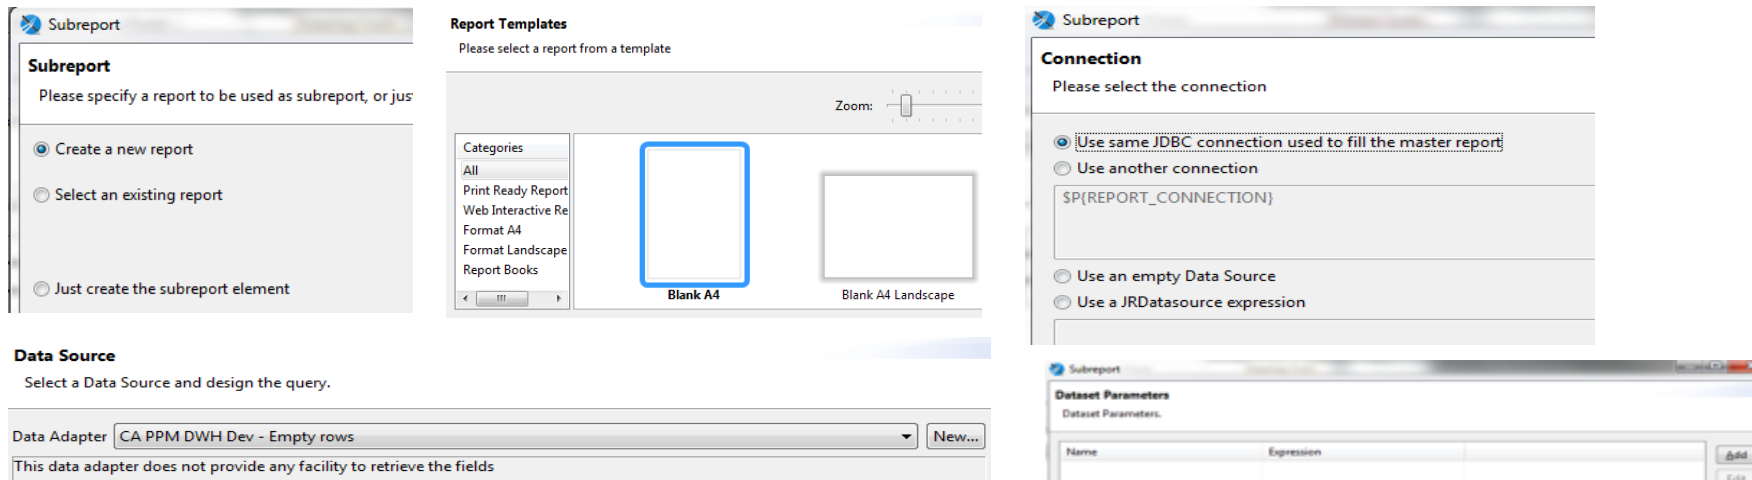 Subreport
Subreport
Please specify a report to be used as subreport, or jus
Create a new report
Select an existing report
Just create the subreport element
Report Templates
Please select a report from a template
Zoom:
Categories
All
Print Ready Report
Web Interactive Re
Format A4
Format Landscape
Report Books
Blank A4
Blank A4 Landscape
Subreport
Connection
Please select the connection
Use same JDBC connection used to fill the master report
Use another connection
$P{REPORT_CONNECTION}
Use an empty Data Source
Use a JRDatasource expression
Data Source
Select a Data Source and design the query.
Data Adapter CA PPM DWH Dev - Empty rows New...
This data adapter does not provide any facility to retrieve the fields
Subreport
Dataset Parameters
Dataset Parameters.
Name Expression
Add
Edit